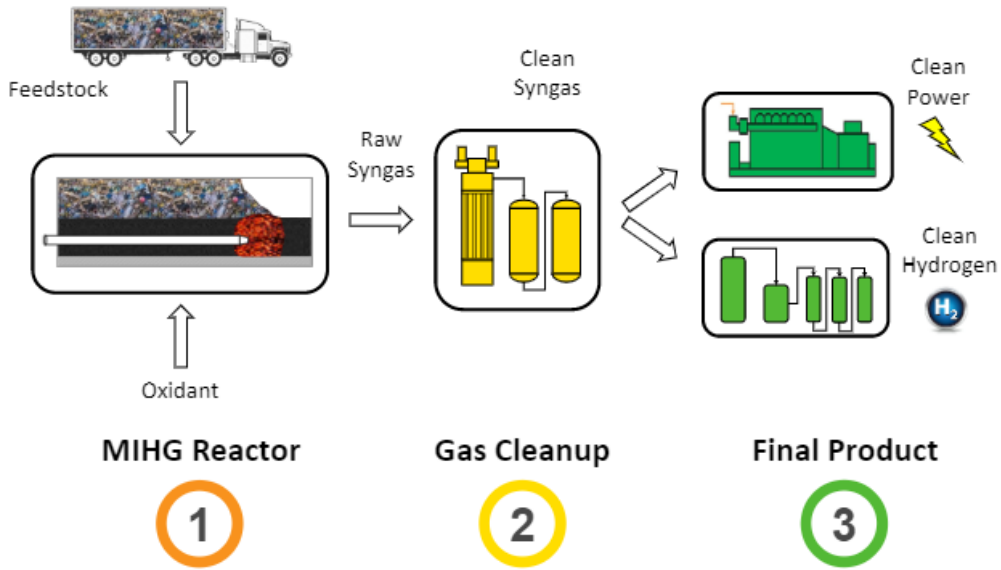 Feedstock
Raw
Syngas
Clean
Syngas
Clean
Power
Clean
Hydrogen
H₂
Oxidant
MIHG Reactor
Gas Cleanup
Final Product
1
2
3